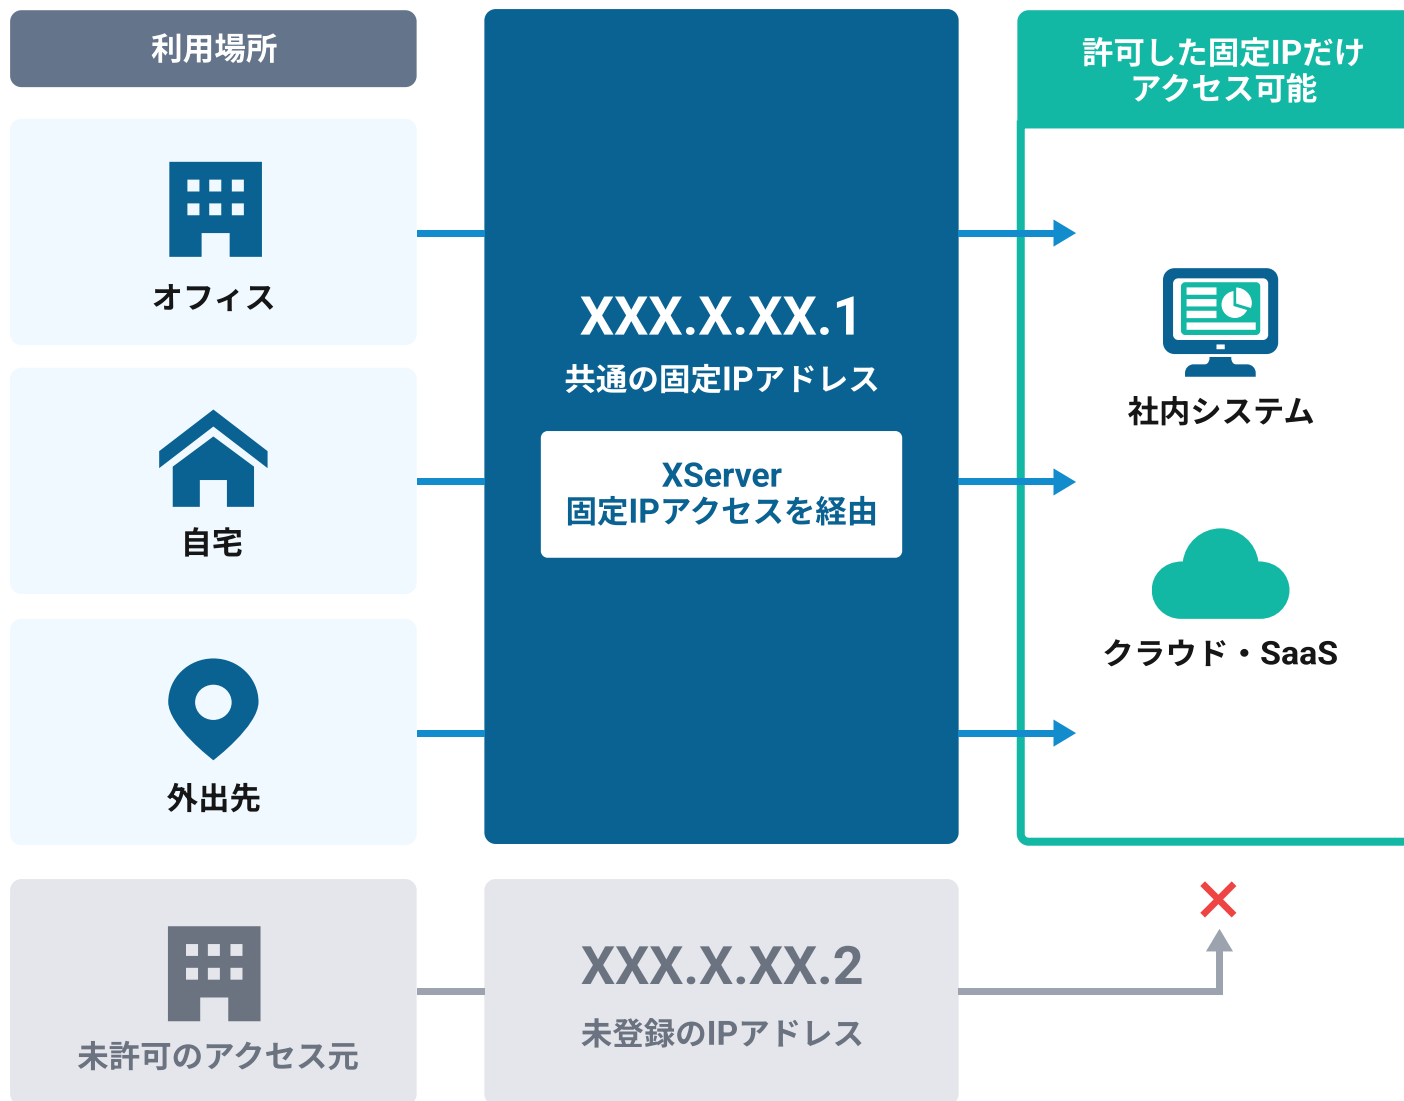 利用場所
オフィス
自宅
外出先
未許可のアクセス元
XXX.X.XX.1
共通の固定IPアドレス
XServer
固定IPアクセスを経由
XXX.X.XX.2
未登録のIPアドレス
許可した固定IPだけ
アクセス可能
社内システム
クラウド・SaaS